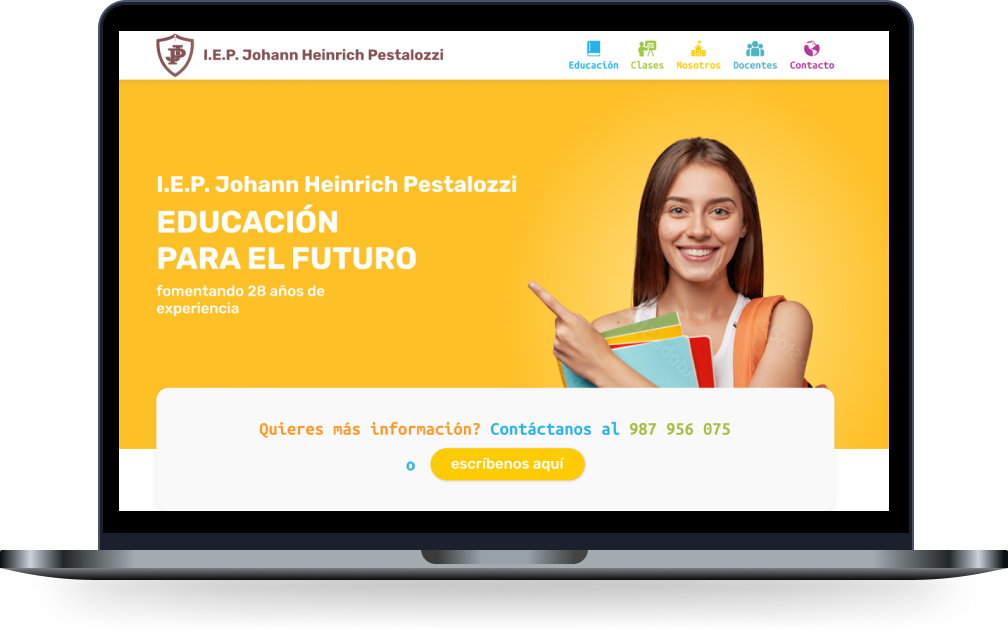 I.E.P. Johann Heinrich Pestalozzi
Educación Clases Nosotros Docentes Contacto
I.E.P. Johann Heinrich Pestalozzi
EDUCACIÓN
PARA EL FUTURO
fomentando 28 años de
experiencia
Quieres más información? Contáctanos al 987 956 075
o escríbenos aquí